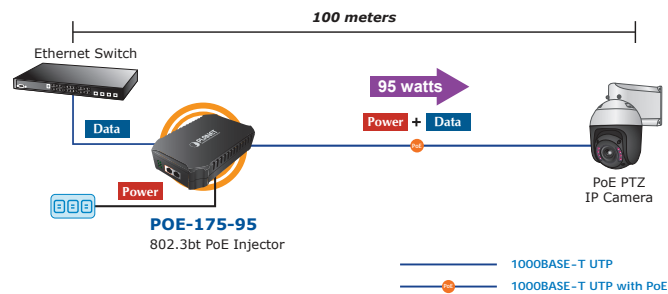 100 meters
Ethernet Switch
95 watts
Data
Power + Data
PLANET
PoE
Power
PoE PTZ
IP Camera
POE-175-95
802.3bt PoE Injector
1000BASE-T UTP
PoE
1000BASE-T UTP with PoE